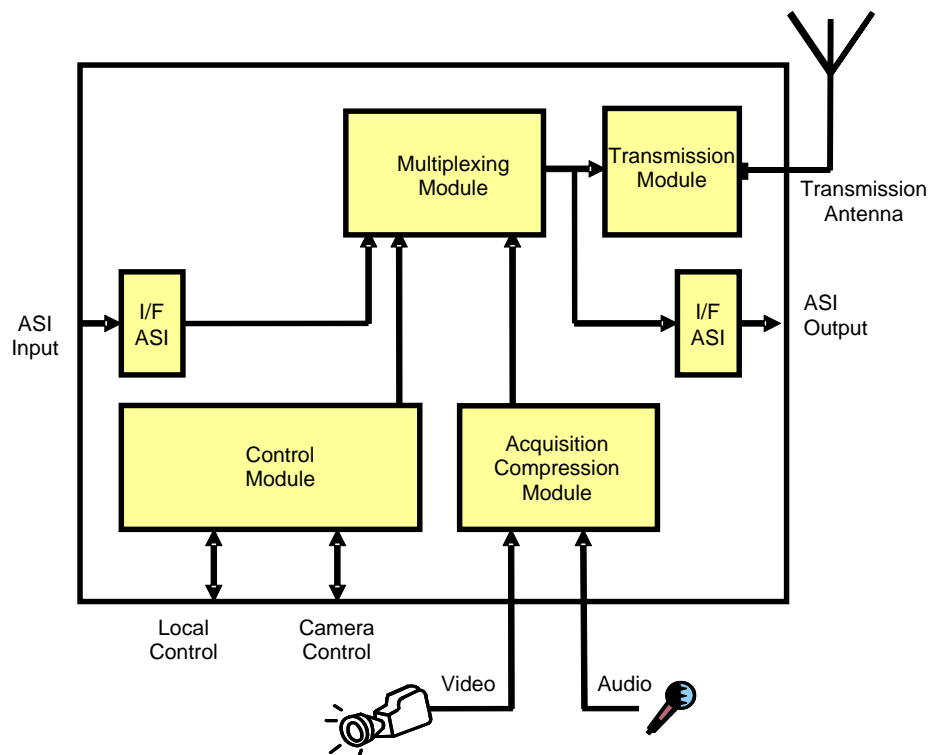 Multiplexing
Module
Transmission
Module
Transmission
Antenna
ASI
Input
I/F
ASI
I/F
ASI
ASI
Output
Control
Module
Acquisition
Compression
Module
Local
Control
Camera
Control
Video
Audio